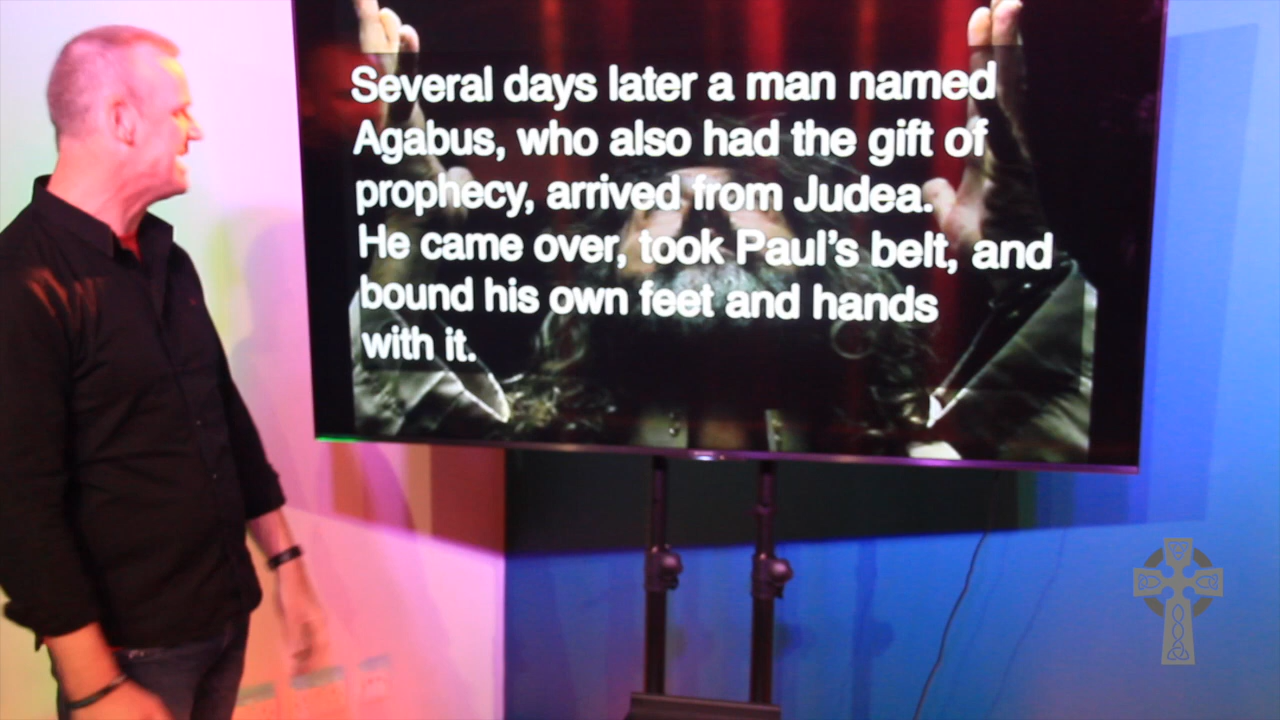 Several days later a man named
Agabus, who also had the gift of
prophecy, arrived from Judea.
He came over, took Paul's belt, and
bound his own feet and hands
with it.